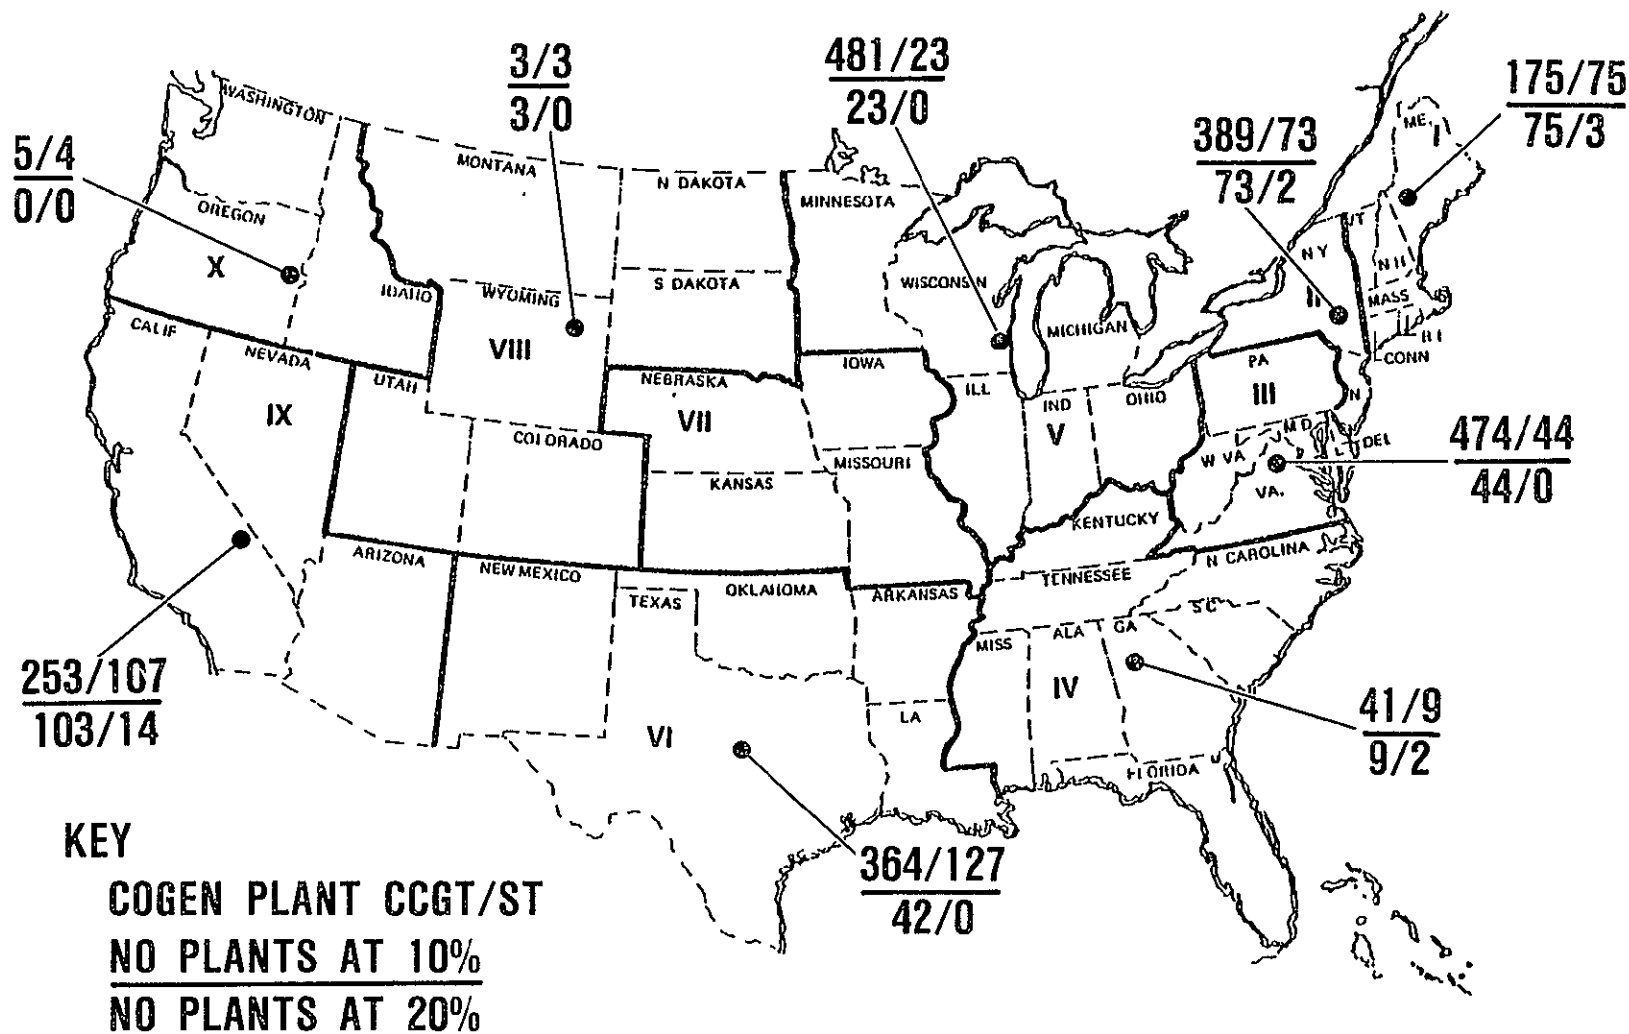 3/3
3/0
481/23
23/0
175/75
75/3
389/73
73/2
5/4
0/0
WASHINGTON
MONTANA
N DAKOTA
MINNESOTA
ME.
I
OREGON
X
IDAHO
WYOMING
S DAKOTA
WISCONSIN
MICHIGAN
NY
VT
NH
II
MASS
RI
CONN
CALIF
NEVADA
UTAH
VIII
NEBRASKA
IOWA
ILL
IND
OHIO
PA
III
N
IX
COLORADO
VII
V
MD
DEL
W VA
VA.
474/44
44/0
KANSAS
MISSOURI
KENTUCKY
ARIZONA
NEW MEXICO
TEXAS
OKLAHOMA
ARKANSAS
TENNESSEE
N CAROLINA
SC
MISS
ALA
GA
253/107
103/14
VI
LA
IV
FLORIDA
41/9
9/2
364/127
42/0
KEY
COGEN PLANT CCGT/ST
NO PLANTS AT 10%
NO PLANTS AT 20%